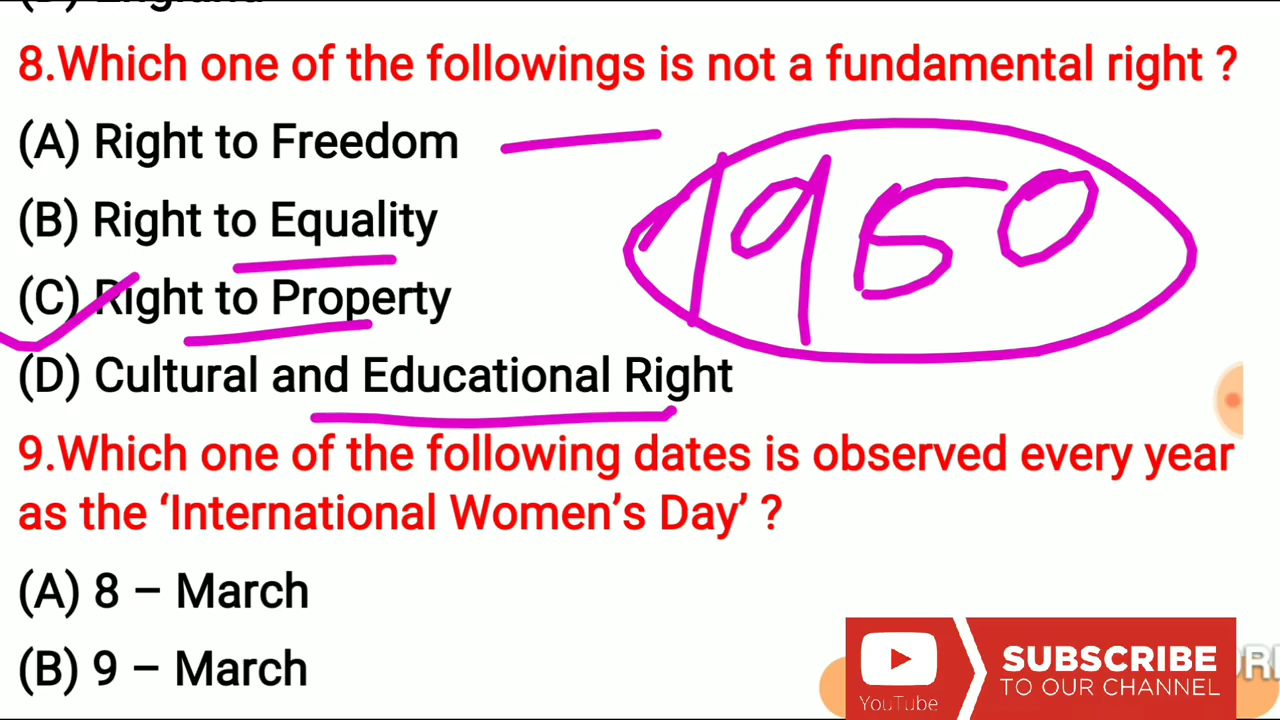 8.Which one of the followings is not a fundamental right ?
(A) Right to Freedom
1950
(B) Right to Equality
(C) Right to Property
(D) Cultural and Educational Right
9.Which one of the following dates is observed every year
as the ‘International Women’s Day’ ?
(A) 8 – March
(B) 9 – March
SUBSCRIBE
TO OUR CHANNEL
YouTube